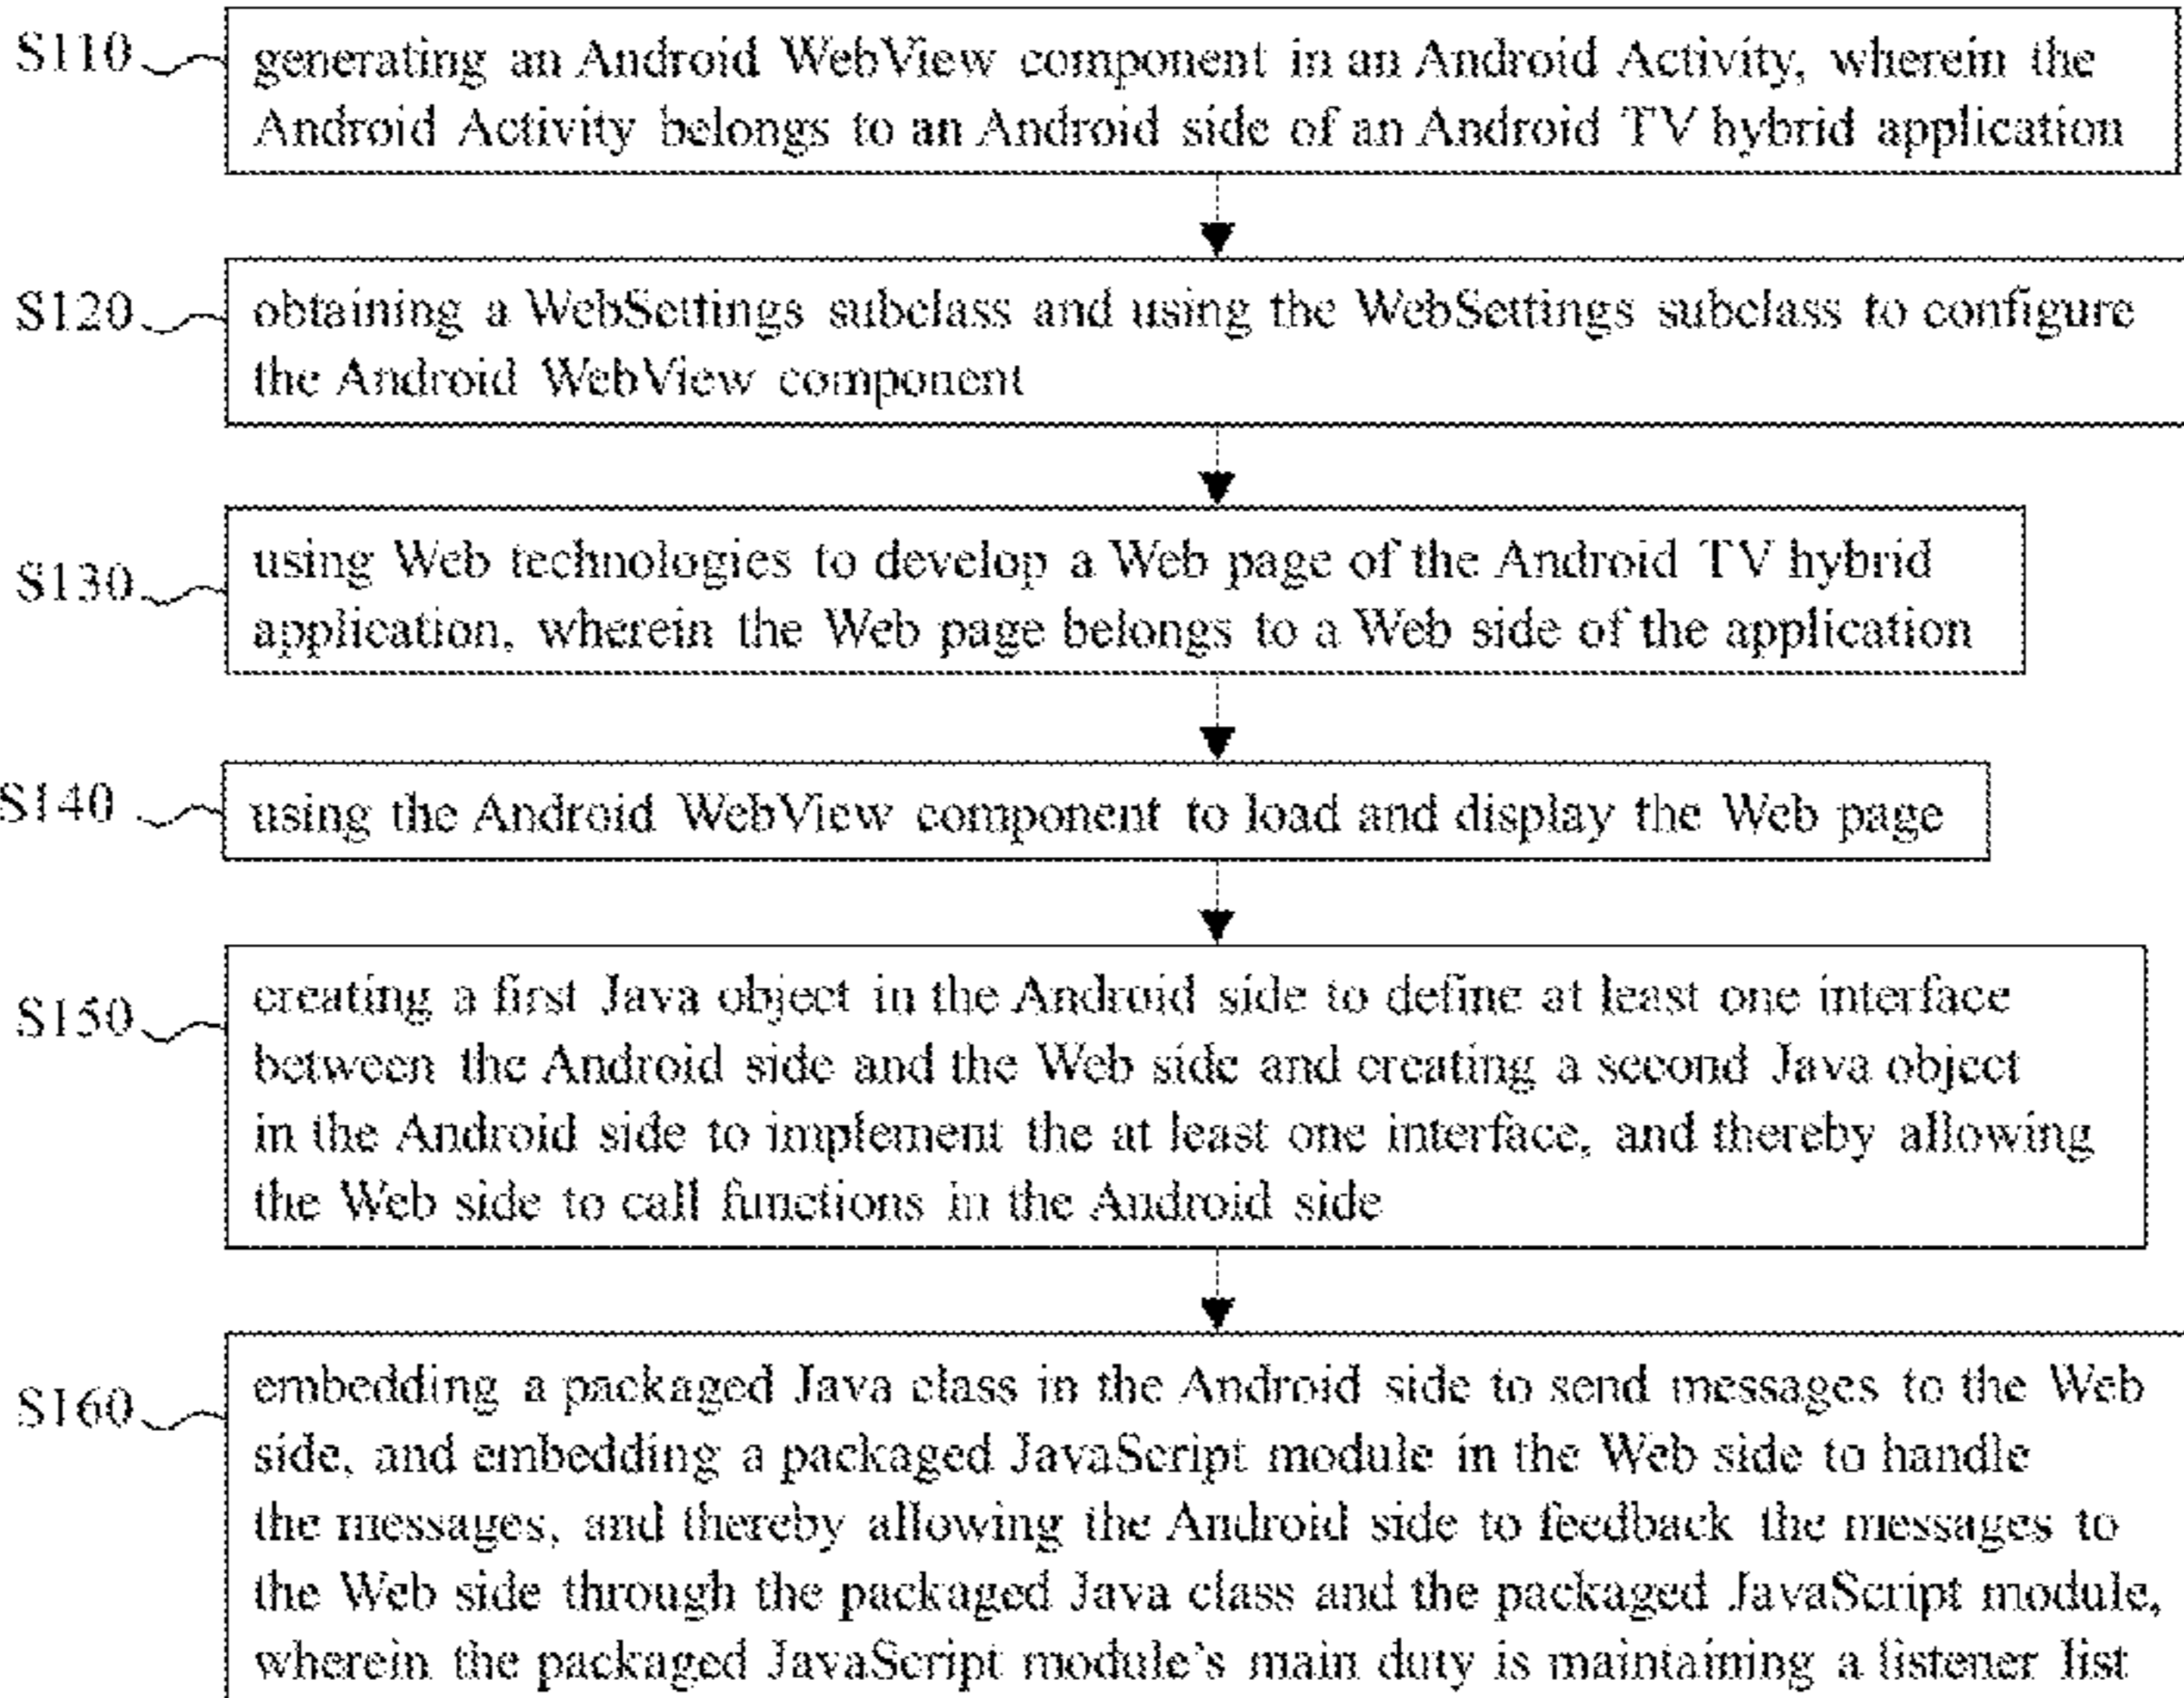 S110
generating an Android WebView component in an Android Activity, wherein the
Android Activity belongs to an Android side of an Android TV hybrid application
S120
obtaining a WebSettings subclass and using the WebSettings subclass to configure
the Android WebView component
S130
using Web technologies to develop a Web page of the Android TV hybrid
application, wherein the Web page belongs to a Web side of the application
S140
using the Android WebView component to load and display the Web page
S150
creating a first Java object in the Android side to define at least one interface
between the Android side and the Web side and creating a second Java object
in the Android side to implement the at least one interface, and thereby allowing
the Web side to call functions in the Android side
S160
embedding a packaged Java class in the Android side to send messages to the Web
side, and embedding a packaged JavaScript module in the Web side to handle
the messages, and thereby allowing the Android side to feedback the messages to
the Web side through the packaged Java class and the packaged JavaScript module,
wherein the packaged JavaScript module's main duty is maintaining a listener list